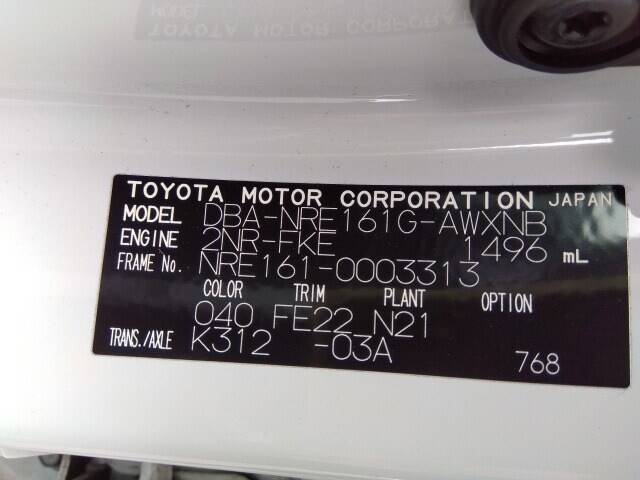 TOYOTA MOTOR CORPORATION JAPAN
MODEL DBA-NRE161G-AWXNB
ENGINE 2NR-FKE 1496 mL
FRAME No. NRE161-0003313
COLOR TRIM PLANT OPTION
040 FE22 N21
TRANS./AXLE K312 -03A 768